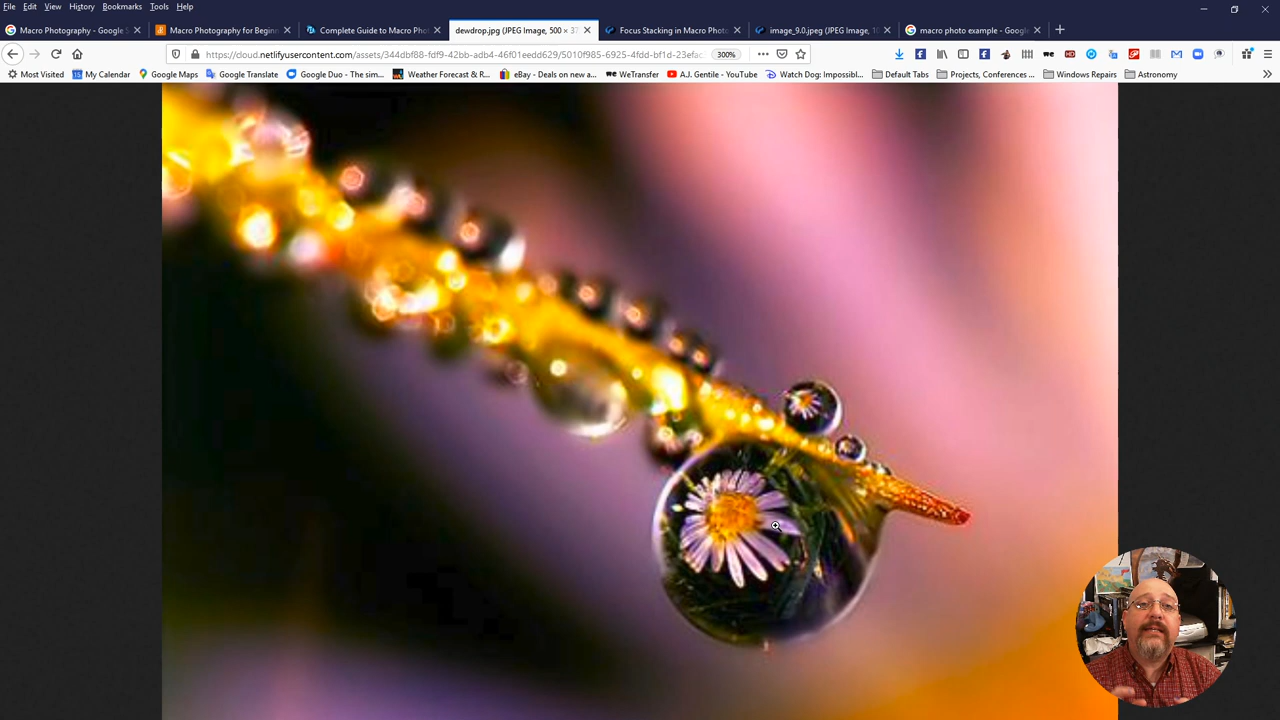 File Edit View History Bookmarks Tools Help
Macro Photography - Google S
Macro Photography for Beginn
Complete Guide to Macro Phot
dewdrop.jpg (JPEG Image, 500 × 37
Focus Stacking in Macro Photo
image_9.0.jpeg (JPEG Image, 10
macro photo example - Google
https://cloud.netlifyusercontent.com/assets/344dbf88-fdf9-42bb-adb4-46f01eedd629/5010f985-6925-4fdd-bf1d-23efac
300%
Most Visited
My Calendar
Google Maps
Google Translate
Google Duo - The sim...
Weather Forecast & R...
eBay - Deals on new a...
WeTransfer
A.J. Gentile - YouTube
Watch Dog: Impossibl...
Default Tabs
Projects, Conferences ...
Windows Repairs
Astronomy